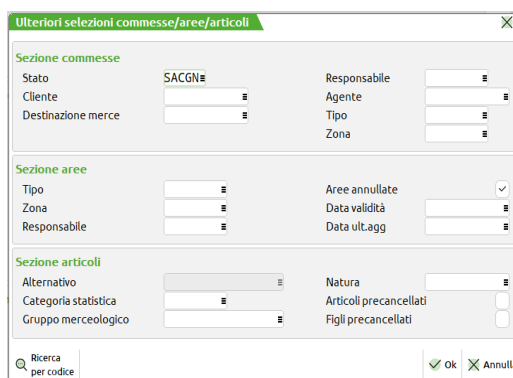 Ulteriori selezioni commesse/aree/articoli
Sezione commesse
Stato SACGN Responsabile
Cliente Agente
Destinazione merce Tipo
Zona
Sezione aree
Tipo Aree annullate
Zona Data validità
Responsabile Data ult.agg
Sezione articoli
Alternativo Natura
Categoria statistica Articoli precancellati
Gruppo merceologico Figli precancellati
Ricerca
per codice Ok Annulla